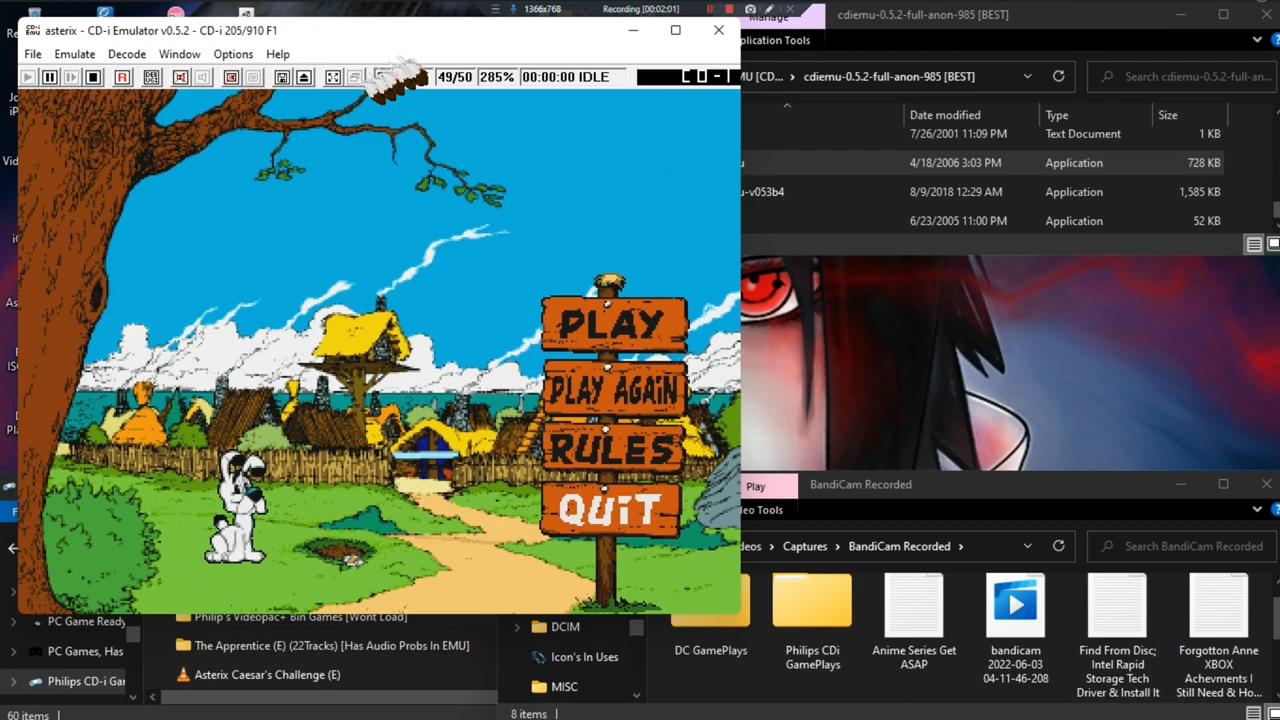 1366x768
Recording [00:02:01]
Manage
cdiemu-0.5.2-full-anon-985 [BEST]
asterix - CD-i Emulator v0.5.2 - CD-i 205/910 F1
plication Tools
File Emulate Decode Window Options Help
R
49/50 285% 00:00:00 IDLE
CD-I
MU [CD... > cdiemu-0.5.2-full-anon-985 [BEST]
Search cdiemu-0.5.2-full-an...
Date modified Type Size
7/26/2001 11:09 PM Text Document 1 KB
4/18/2006 3:03 PM Application 728 KB
u-v053b4 8/9/2018 12:29 AM Application 1,585 KB
6/23/2005 11:00 PM Application 52 KB
PLAY
PLAY AGAIN
RULES
QUIT
Play
BandiCam Recorded
eo Tools
deos > Captures > BandiCam Recorded >
Search BandiCam Recorded
PC Game Ready
PC Games, Has
Philips CD-i Gar
Philip's Videopac+ Bin Games [Wont Load]
The Apprentice (E) (22Tracks) [Has Audio Probs In EMU]
Asterix Caesar's Challenge (E)
DCIM
Icon's In Uses
MISC
DC GamePlays
Philips CDi
GamePlays
Anime Series Get
ASAP
bandicam
2022-06-03
04-11-46-208
Find From Disc;
Intel Rapid
Storage Tech
Driver & Install It
Forgotton Anne
XBOX
Achevments I
Still Need & Ho...
60 items
8 items